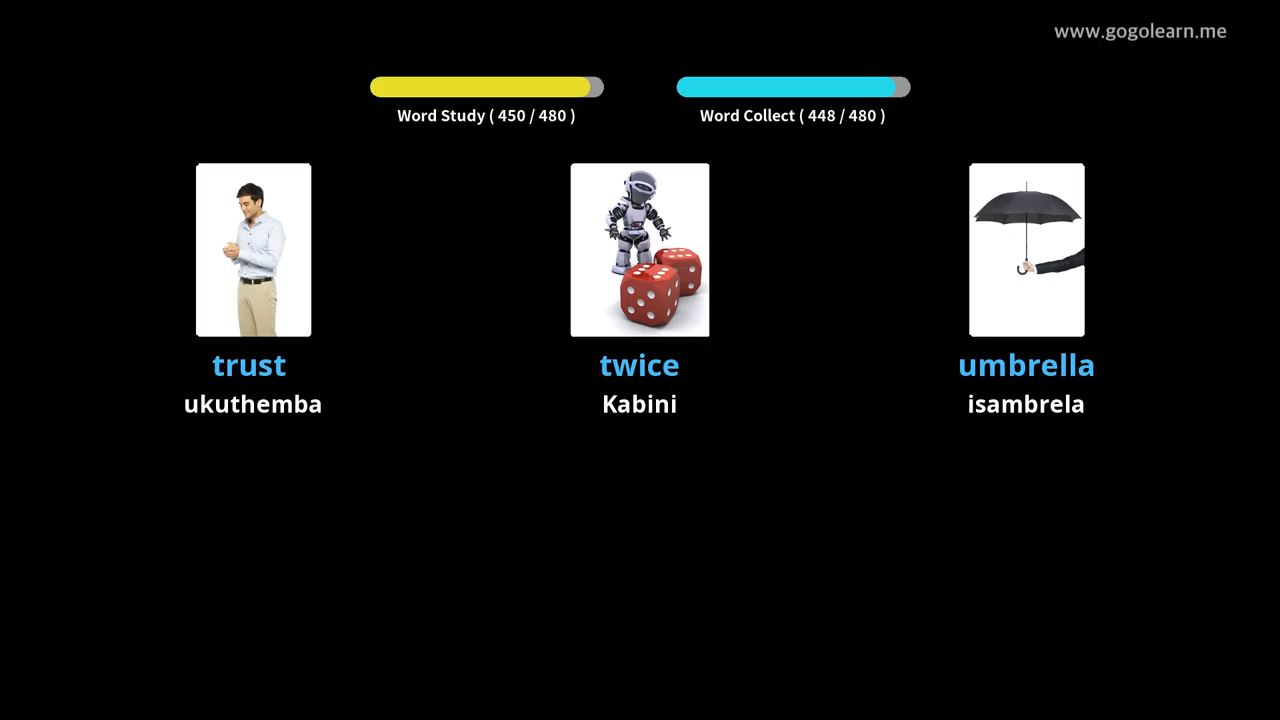 www.gogolearn.me
Word Study ( 450 / 480 )
Word Collect ( 448 / 480 )
trust
twice
umbrella
ukuthemba
Kabini
isambrela